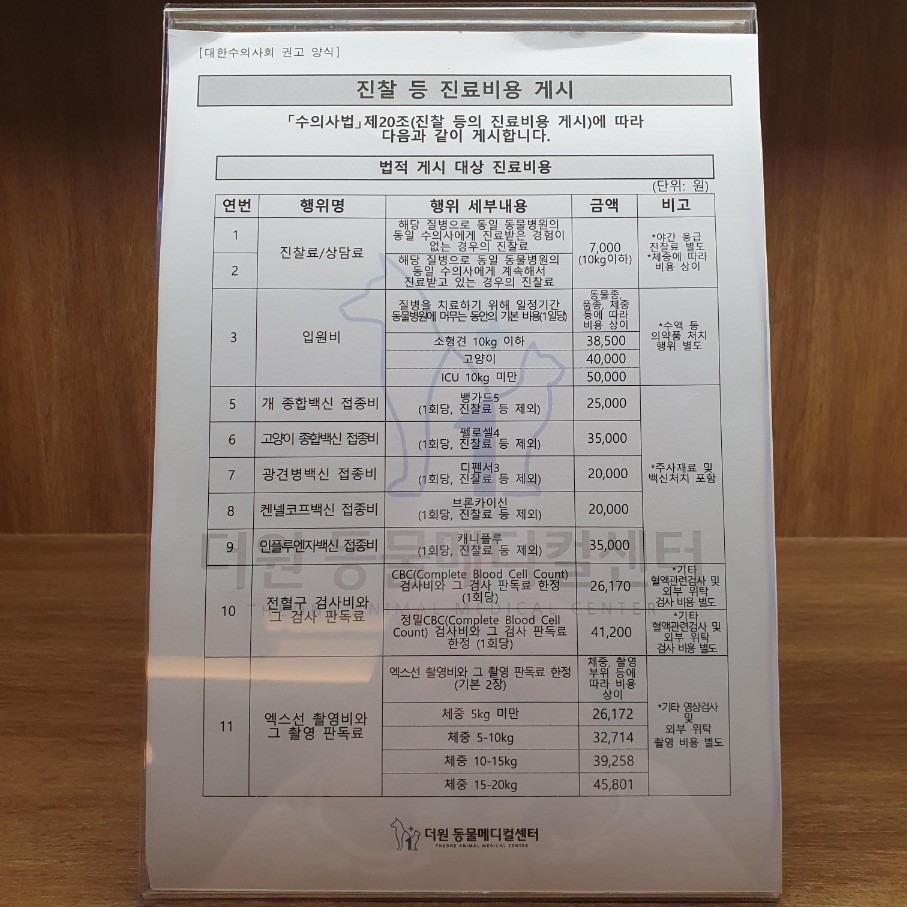 [대한수의사회 권고 양식]
진찰 등 진료비용 게시
「수의사법」제20조(진찰 등의 진료비용 게시)에 따라
다음과 같이 게시합니다.
법적 게시 대상 진료비용
(단위: 원)
연번 행위명 행위 세부내용 금액 비고
1
2
진찰료/상담료
해당 질병으로 동일 동물병원의
동일 수의사에게 진료받은 경험이
없는 경우의 진찰료
해당 질병으로 동일 동물병원의
동일 수의사에게 계속해서
진료받고 있는 경우의 진찰료
7,000
(10kg이하)
*야간 응급
진찰료 별도
*체중에 따라
비용 상이
3
입원비
질병을 치료하기 위해 일정기간
동물병원에 머무는 동안의 기본 비용(1일당)
동물종,
품종, 체중
등에 따라
비용 상이
소형견 10kg 이하 38,500
고양이 40,000
ICU 10kg 미만 50,000
*수액 등
의약품 처치
행위 별도
5 개 종합백신 접종비
뱅가드5
(1회당, 진찰료 등 제외)
25,000
6 고양이 종합백신 접종비
펠로셀4
(1회당, 진찰료 등 제외)
35,000
7 광견병백신 접종비
디펜서3
(1회당, 진찰료 등 제외)
20,000
8 켄넬코프백신 접종비
브론카이신
(1회당, 진찰료 등 제외)
20,000
9 인플루엔자백신 접종비
캐니플루
(1회당, 진찰료 등 제외)
35,000
*주사재료 및
백신처치 포함
10
전혈구 검사비와
그 검사 판독료
CBC(Complete Blood Cell Count)
검사비와 그 검사 판독료 한정
(1회당)
26,170
*기타
혈액관련검사 및
외부 위탁
검사 비용 별도
정밀CBC(Complete Blood Cell
Count) 검사비와 그 검사 판독료
한정 (1회당)
41,200
*기타
혈액관련검사 및
외부 위탁
검사 비용 별도
11
엑스선 촬영비와
그 촬영 판독료
엑스선 촬영비와 그 촬영 판독료 한정
(기본 2장)
체중, 촬영
부위 등에
따라 비용
상이
체중 5kg 미만 26,172
체중 5-10kg 32,714
체중 10-15kg 39,258
체중 15-20kg 45,801
*기타 영상검사
및
외부 위탁
촬영 비용 별도
더원 동물메디컬센터
ANIMAL MEDICAL CENTER
더원 동물메디컬센터
THEONE ANIMAL MEDICAL CENTER